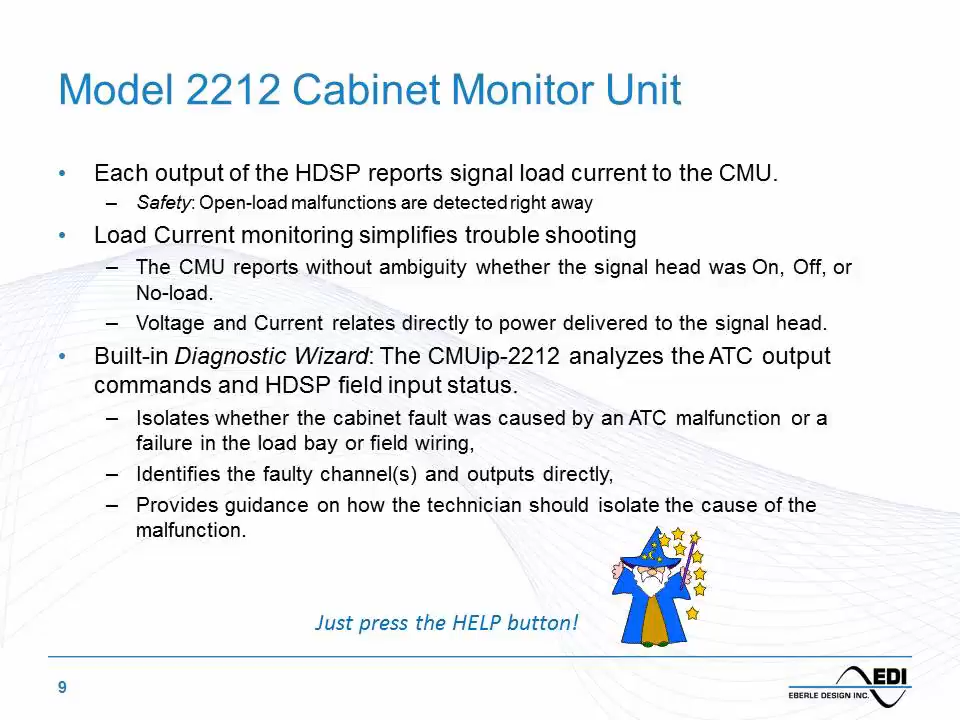 Model 2212 Cabinet Monitor Unit
• Each output of the HDSP reports signal load current to the CMU.
– Safety: Open-load malfunctions are detected right away
• Load Current monitoring simplifies trouble shooting
– The CMU reports without ambiguity whether the signal head was On, Off, or
No-load.
– Voltage and Current relates directly to power delivered to the signal head.
• Built-in Diagnostic Wizard: The CMUip-2212 analyzes the ATC output
commands and HDSP field input status.
– Isolates whether the cabinet fault was caused by an ATC malfunction or a
failure in the load bay or field wiring,
– Identifies the faulty channel(s) and outputs directly,
– Provides guidance on how the technician should isolate the cause of the
malfunction.
Just press the HELP button!
9
EDI
EBERLE DESIGN INC.